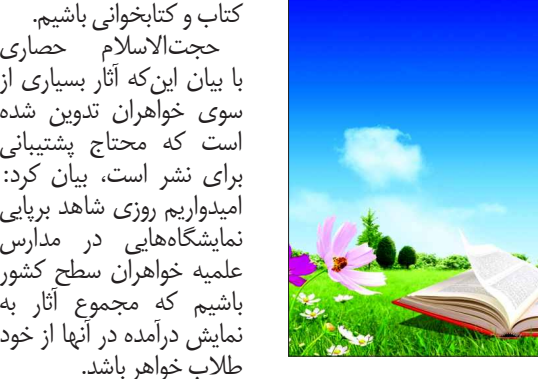 کتاب و کتابخوانی باشیم.
حجت‌الاسلام حصاری
با بیان این‌که آثار بسیاری از
سوی خواهران تدوین شده
است که محتاج پشتیبانی
برای نشر است، بیان کرد:
امیدواریم روزی شاهد برپایی
نمایشگاه‌هایی در مدارس
علمیه خواهران سطح کشور
باشیم که مجموع آثار به
نمایش درآمده در آنها از خود
طلاب خواهر باشد.